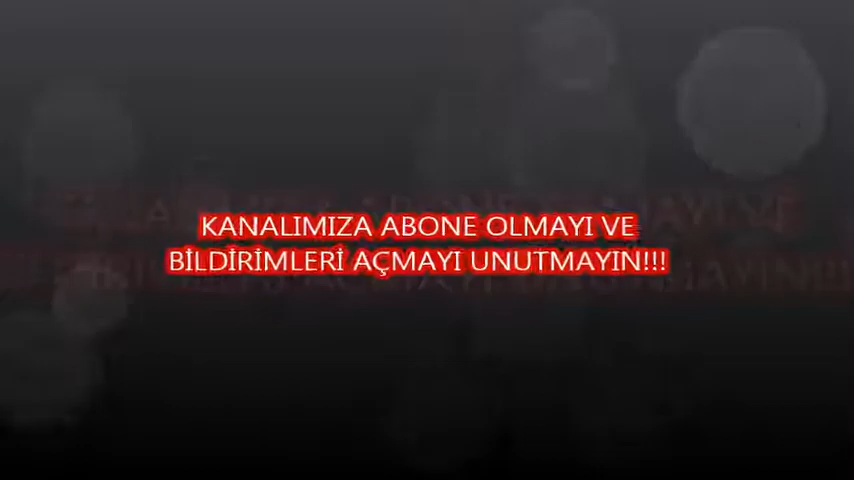 KANALIMIZA ABONE OLMAYI VE
BİLDİRİMLERİ AÇMAYI UNUTMAYIN!!!